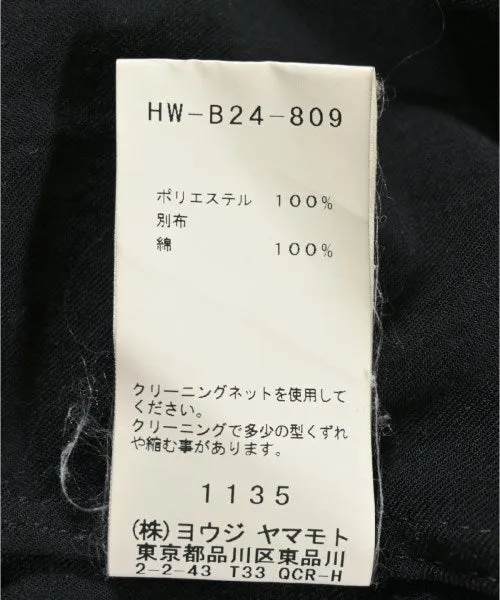 HW-B24-809
ポリエステル 100%
別布
綿 100%
クリーニングネットを使用して
ください。
クリーニングで多少の型くずれ
や縮む事があります。
1135
(株)ヨウジ ヤマモト
東京都品川区東品川
2-2-43 T33 QCR-H